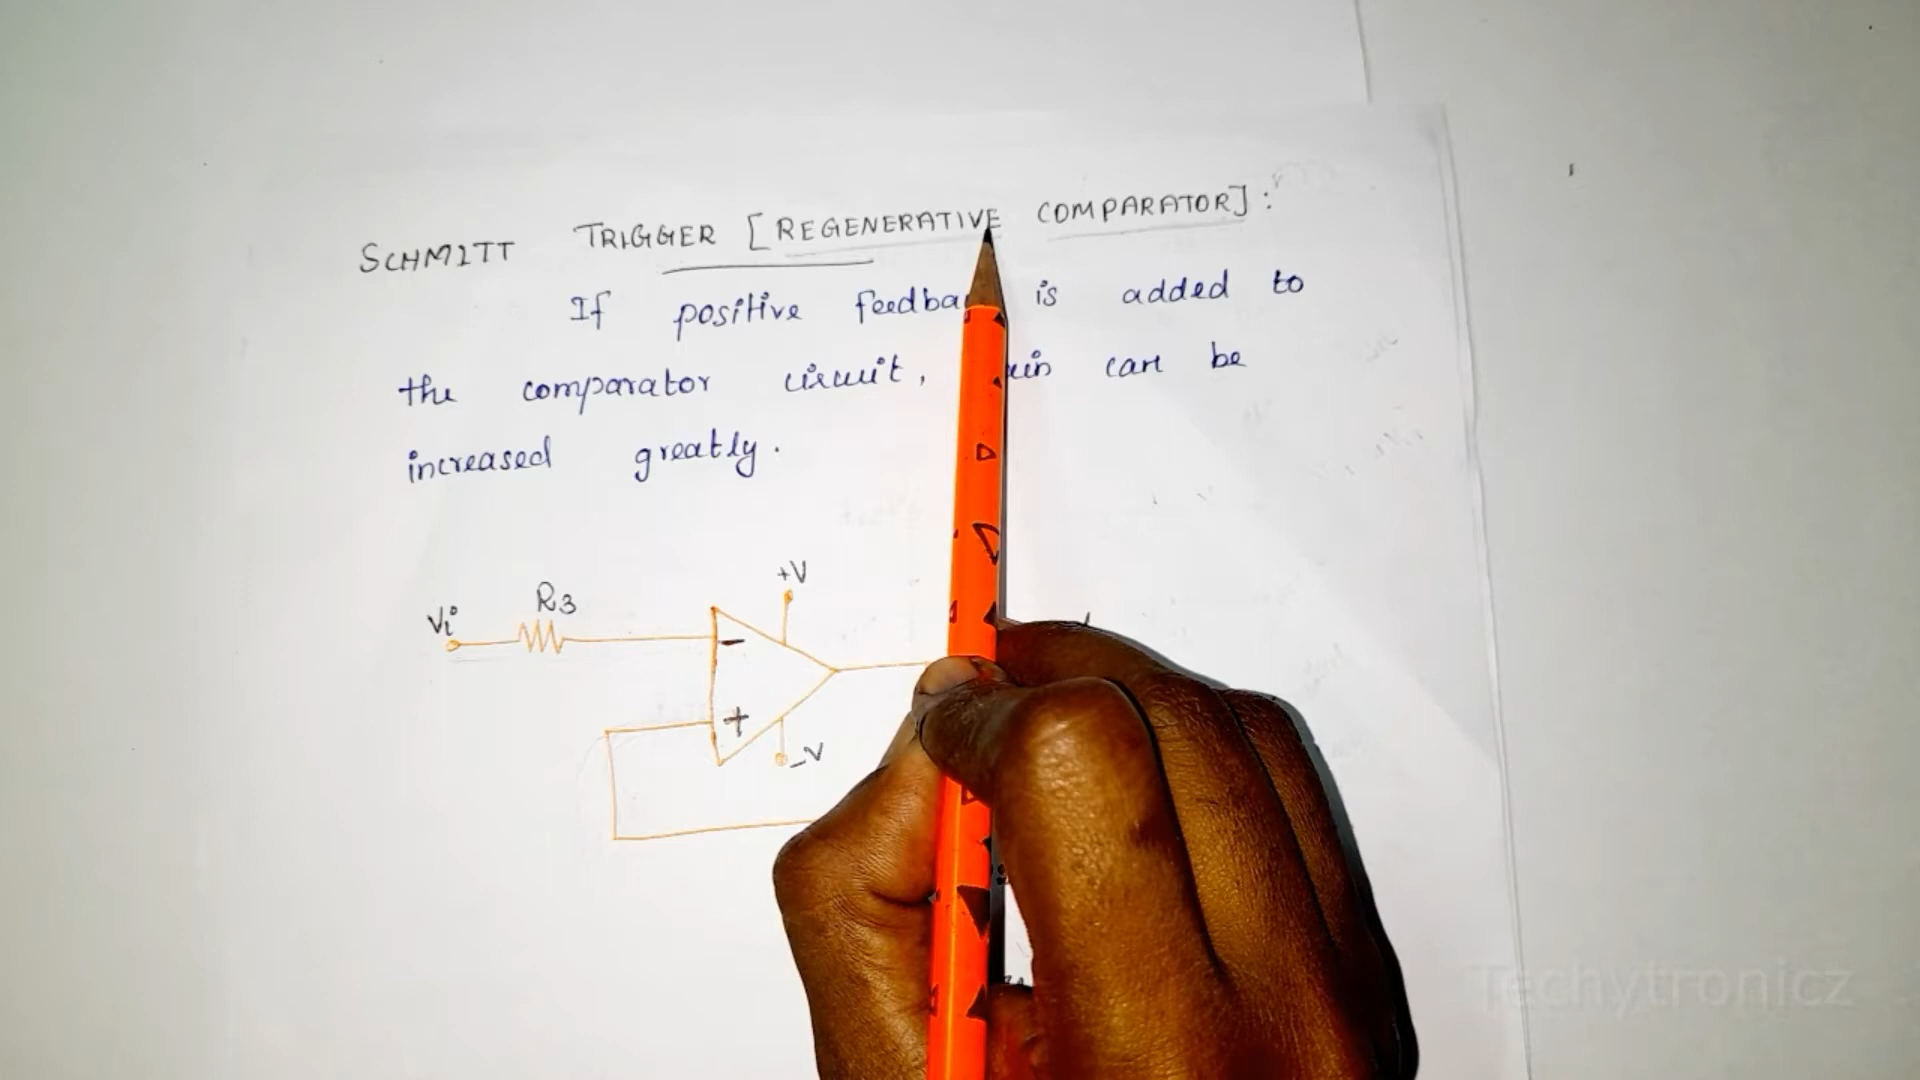 SCHMITT TRIGGER [REGENERATIVE COMPARATOR]:
If positive is added to
the comparator circuit, can be
increased greatly.
+V
R3
Vi
-
+
-V
Techytronicz